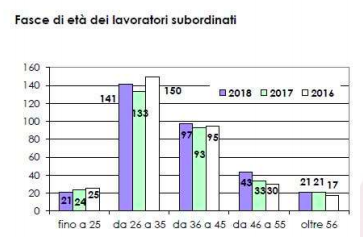 Fasce di età dei lavoratori subordinati
160
140
120
100
80
60
40
20
0
2018 2017 2016
21 24 25
141 133 150
97 93 95
43 33 30
21 21 17
fino a 25 da 26 a 35 da 36 a 45 da 46 a 55 oltre 56